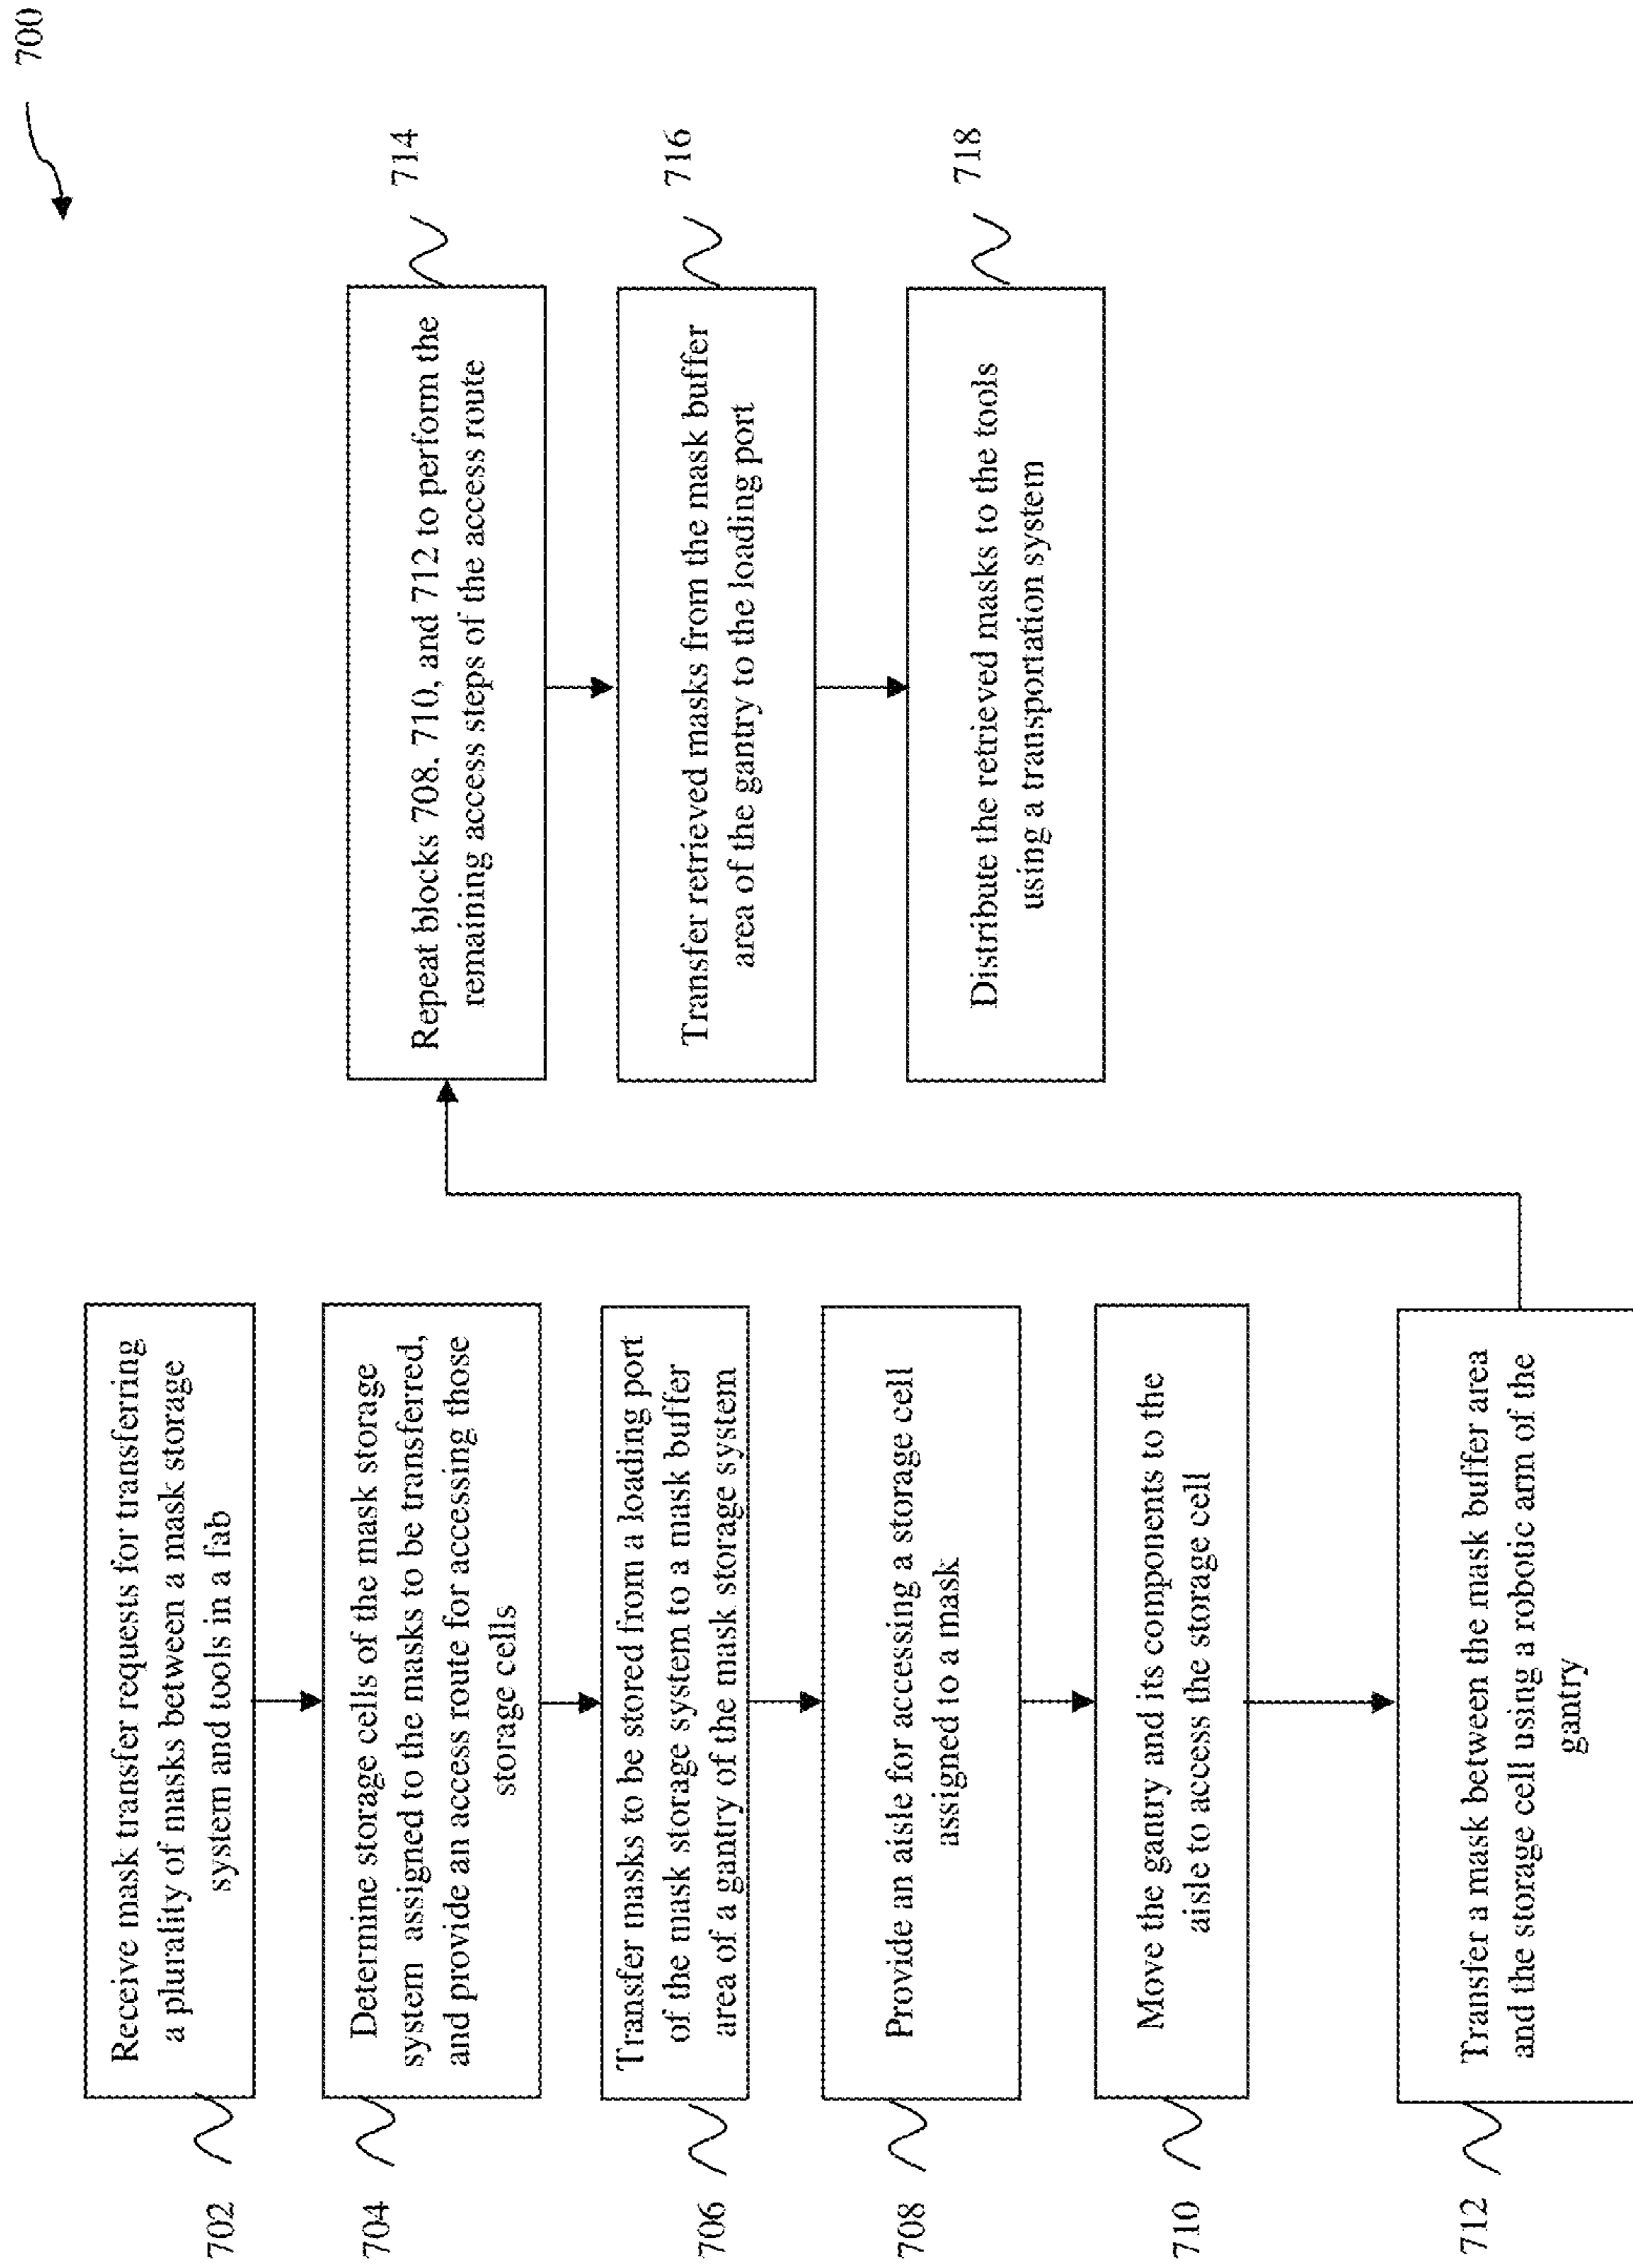 700
702
Receive mask transfer requests for transferring
a plurality of masks between a mask storage
system and tools in a fab
704
Determine storage cells of the mask storage
system assigned to the masks to be transferred,
and provide an access route for accessing those
storage cells
706
Transfer masks to be stored from a loading port
of the mask storage system to a mask buffer
area of a gantry of the mask storage system
708
Provide an aisle for accessing a storage cell
assigned to a mask
710
Move the gantry and its components to the
aisle to access the storage cell
712
Transfer a mask between the mask buffer area
and the storage cell using a robotic arm of the
gantry
714
Repeat blocks 708, 710, and 712 to perform the
remaining access steps of the access route
716
Transfer retrieved masks from the mask buffer
area of the gantry to the loading port
718
Distribute the retrieved masks to the tools
using a transportation system